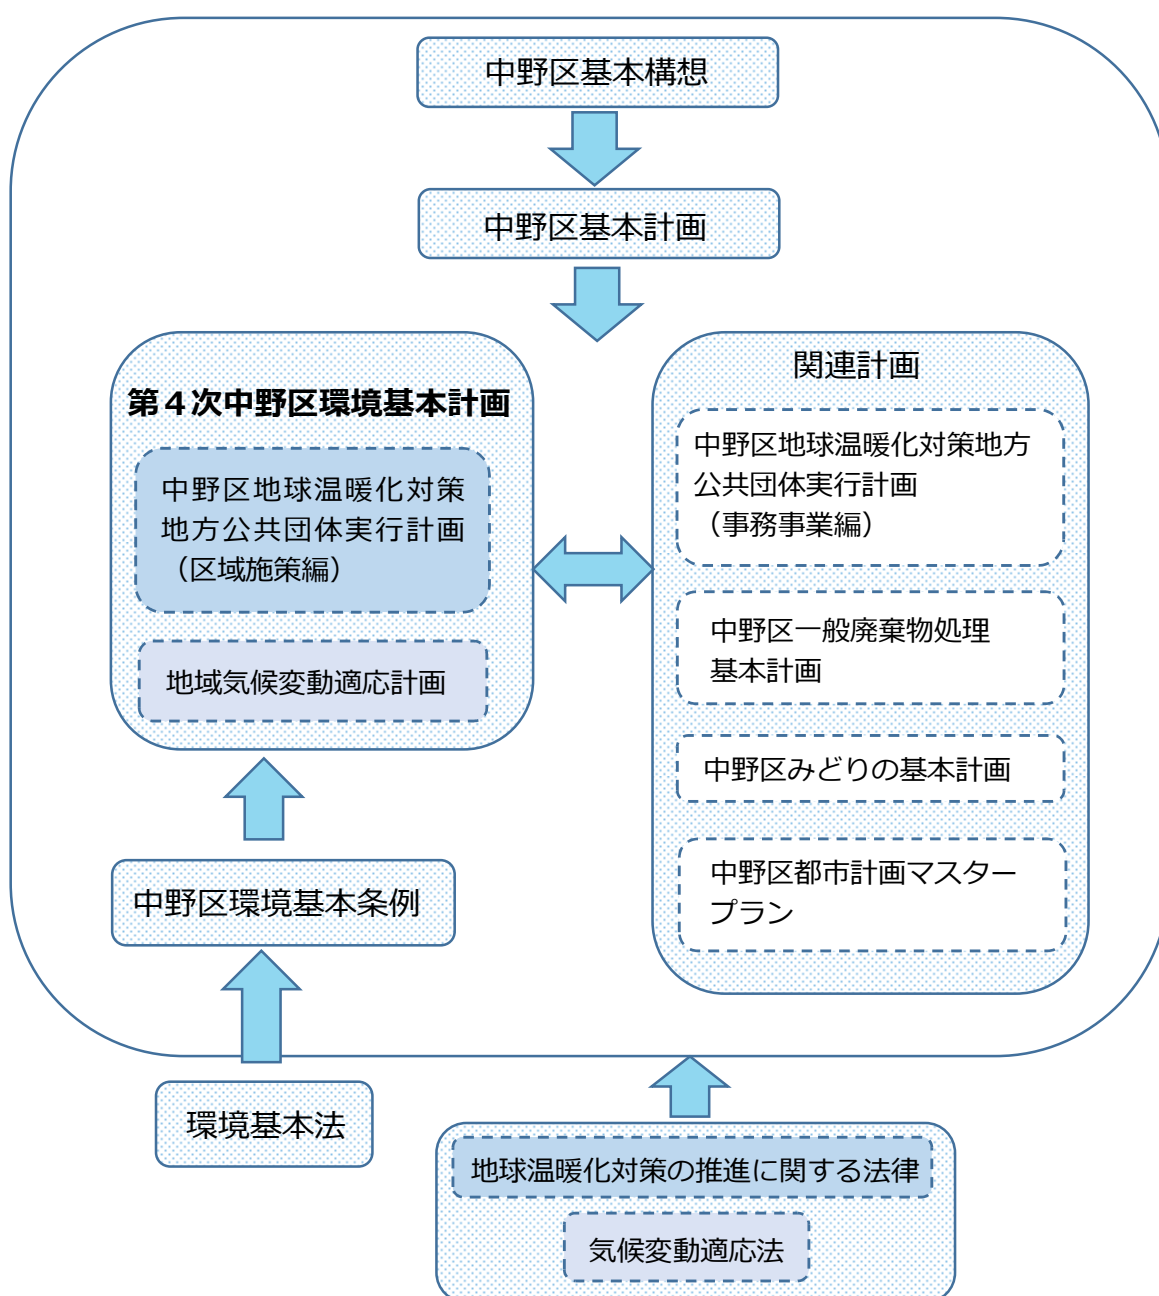 中野区基本構想
中野区基本計画
第４次中野区環境基本計画
中野区地球温暖化対策
地方公共団体実行計画
（区域施策編）
地域気候変動適応計画
関連計画
中野区地球温暖化対策地方
公共団体実行計画
（事務事業編）
中野区一般廃棄物処理
基本計画
中野区みどりの基本計画
中野区都市計画マスター
プラン
中野区環境基本条例
環境基本法
地球温暖化対策の推進に関する法律
気候変動適応法